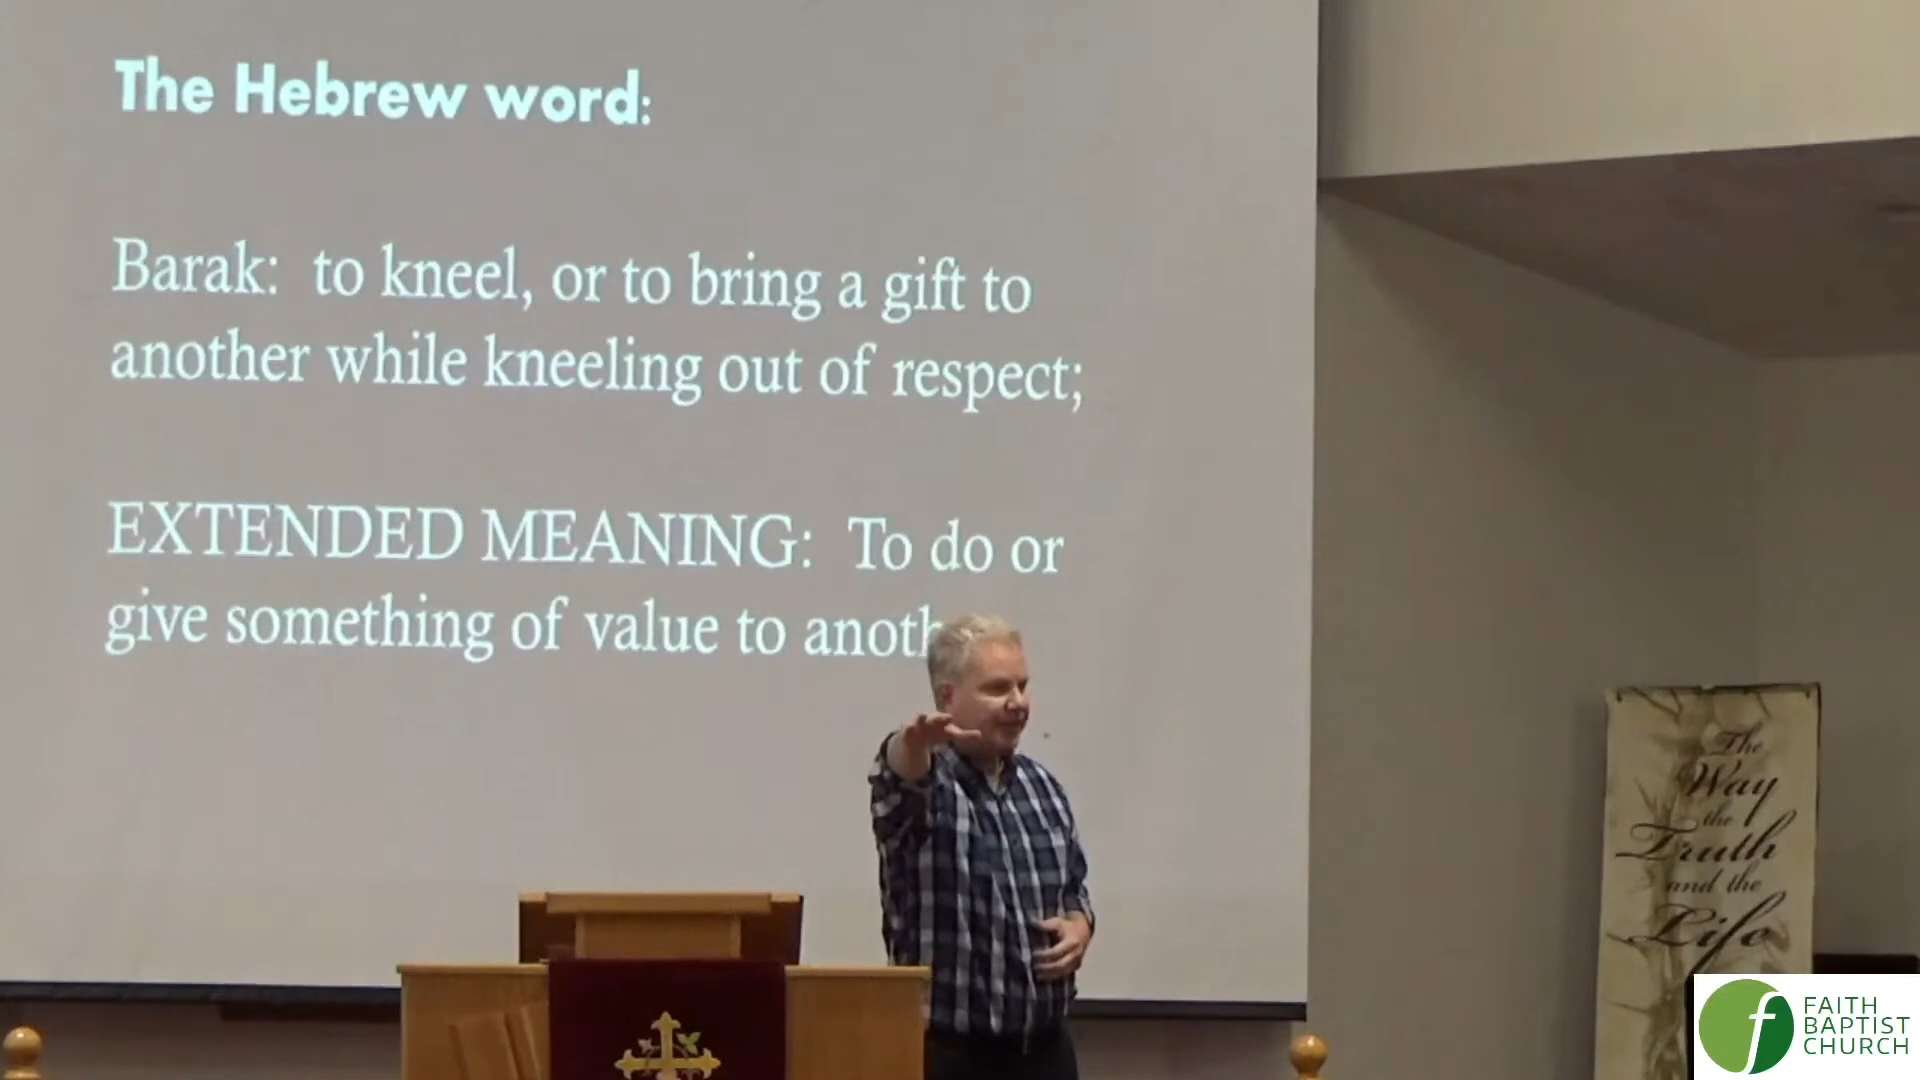 The Hebrew word:
Barak: to kneel, or to bring a gift to
another while kneeling out of respect;
EXTENDED MEANING: To do or
give something of value to
The
Way
the
Truth
and the
Life
f
FAITH
BAPTIST
CHURCH